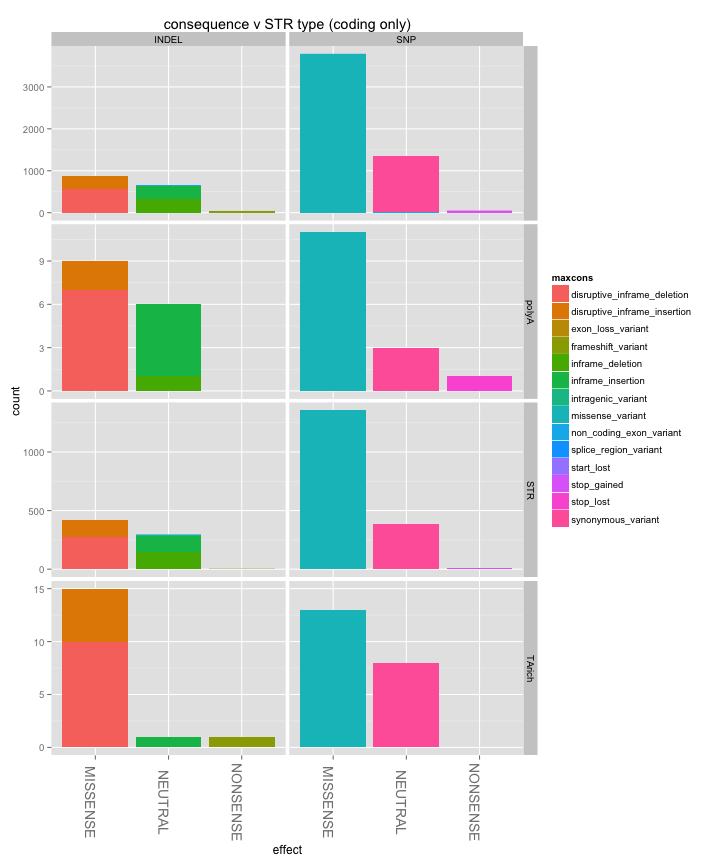 consequence v STR type (coding only)
INDEL
SNP
3000
2000
1000
0
9
6
3
0
polyA
1000
500
0
STR
15
10
5
0
TArich
count
MISSENSE
NEUTRAL
NONSENSE
MISSENSE
NEUTRAL
NONSENSE
effect
maxcons
disruptive_inframe_deletion
disruptive_inframe_insertion
exon_loss_variant
frameshift_variant
inframe_deletion
inframe_insertion
intragenic_variant
missense_variant
non_coding_exon_variant
splice_region_variant
start_lost
stop_gained
stop_lost
synonymous_variant